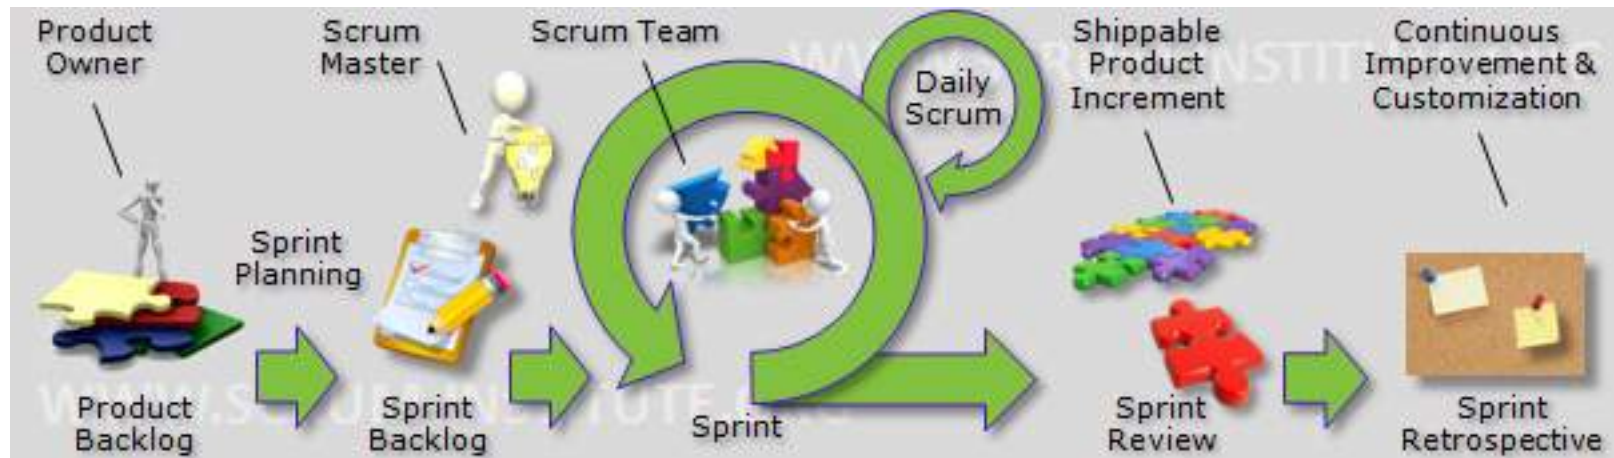 Product
Owner
Scrum
Master
Scrum Team
Daily
Scrum
Shippable
Product
Increment
Continuous
Improvement &
Customization
Sprint
Planning
Product
Backlog
Sprint
Backlog
Sprint
Sprint
Review
Sprint
Retrospective